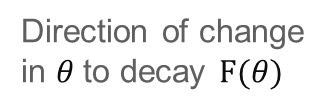 Direction of change
in θ to decay F(θ)